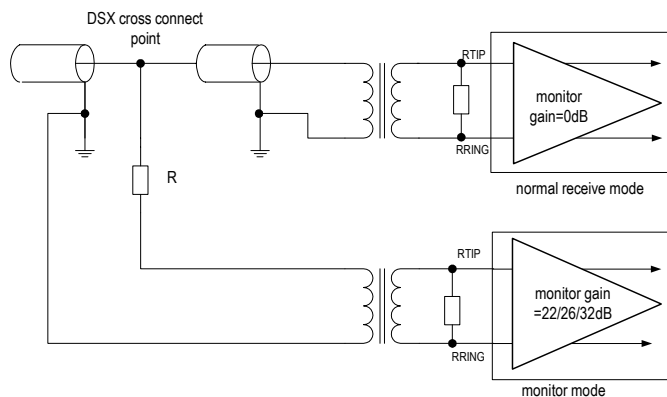 DSX cross connect
point
RTIP
monitor
gain=0dB
RRING
normal receive mode
R
RTIP
monitor gain
=22/26/32dB
RRING
monitor mode